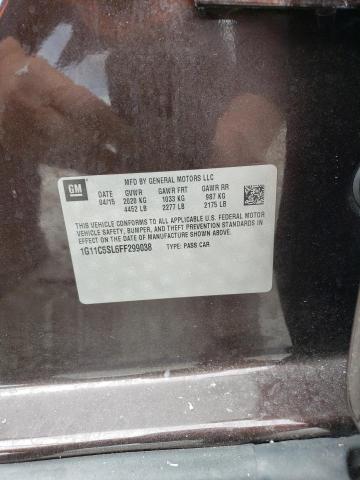 GM
MFD BY GENERAL MOTORS LLC
DATE GVWR GAWR FRT GAWR RR
04/15 2020 KG 1033 KG 987 KG
4452 LB 2277 LB 2175 LB
THIS VEHICLE CONFORMS TO ALL APPLICABLE U.S. FEDERAL MOTOR
VEHICLE SAFETY, BUMPER, AND THEFT PREVENTION STANDARDS IN
EFFECT ON THE DATE OF MANUFACTURE SHOWN ABOVE.
1G11C5SL6FF299038 TYPE: PASS CAR